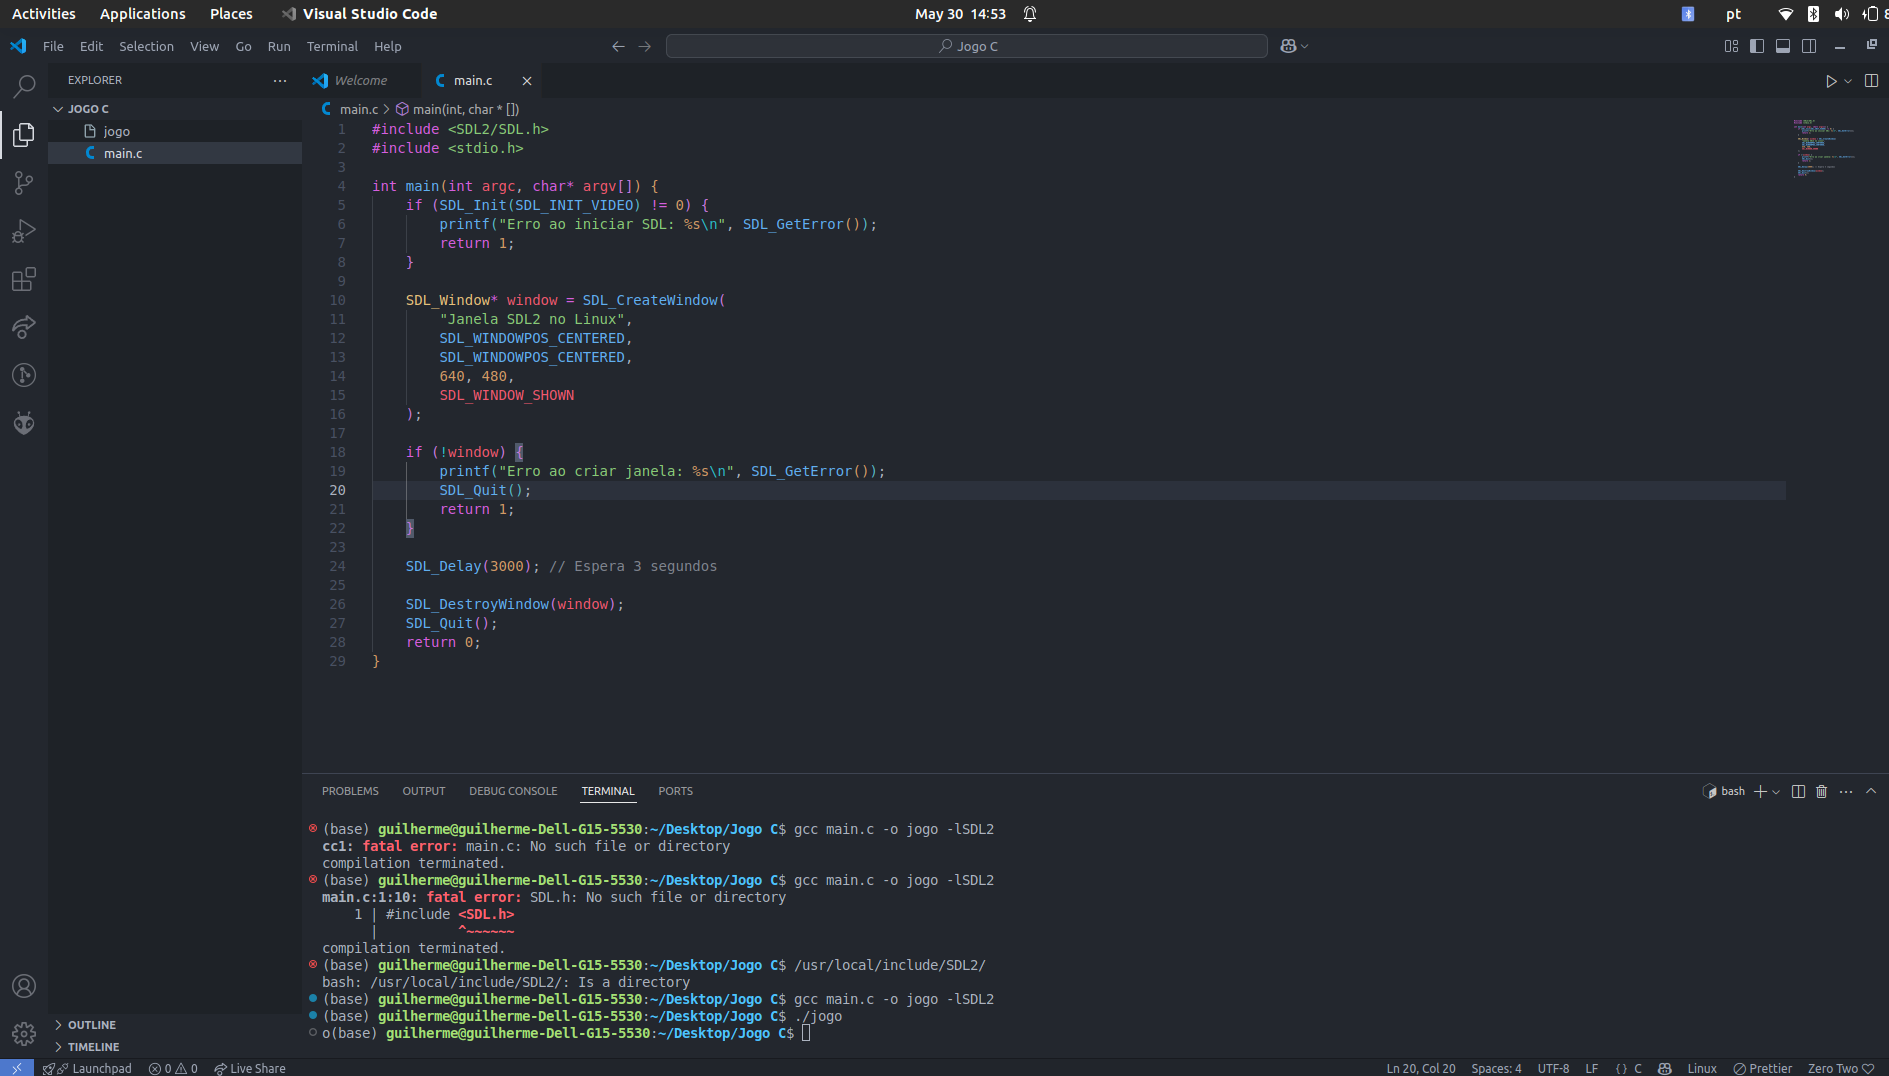 Activities Applications Places Visual Studio Code May 30 14:53 pt 8
File Edit Selection View Go Run Terminal Help Jogo C
EXPLORER
JOGO C
jogo
main.c
Welcome main.c
main.c > main(int, char * [])
1 #include <SDL2/SDL.h>
2 #include <stdio.h>
3
4 int main(int argc, char* argv[]) {
5 if (SDL_Init(SDL_INIT_VIDEO) != 0) {
6 printf("Erro ao iniciar SDL: %s\n", SDL_GetError());
7 return 1;
8 }
9
10 SDL_Window* window = SDL_CreateWindow(
11 "Janela SDL2 no Linux",
12 SDL_WINDOWPOS_CENTERED,
13 SDL_WINDOWPOS_CENTERED,
14 640, 480,
15 SDL_WINDOW_SHOWN
16 );
17
18 if (!window) {
19 printf("Erro ao criar janela: %s\n", SDL_GetError());
20 SDL_Quit();
21 return 1;
22 }
23
24 SDL_Delay(3000); // Espera 3 segundos
25
26 SDL_DestroyWindow(window);
27 SDL_Quit();
28 return 0;
29 }
PROBLEMS OUTPUT DEBUG CONSOLE TERMINAL PORTS bash
(base) guilherme@guilherme-Dell-G15-5530:~/Desktop/Jogo C$ gcc main.c -o jogo -lSDL2
cc1: fatal error: main.c: No such file or directory
compilation terminated.
(base) guilherme@guilherme-Dell-G15-5530:~/Desktop/Jogo C$ gcc main.c -o jogo -lSDL2
main.c:1:10: fatal error: SDL.h: No such file or directory
1 | #include <SDL.h>
| ^~~~~~~
compilation terminated.
(base) guilherme@guilherme-Dell-G15-5530:~/Desktop/Jogo C$ /usr/local/include/SDL2/
bash: /usr/local/include/SDL2/: Is a directory
(base) guilherme@guilherme-Dell-G15-5530:~/Desktop/Jogo C$ gcc main.c -o jogo -lSDL2
(base) guilherme@guilherme-Dell-G15-5530:~/Desktop/Jogo C$ ./jogo
o(base) guilherme@guilherme-Dell-G15-5530:~/Desktop/Jogo C$
OUTLINE
TIMELINE
Launchpad 0 0 Live Share Ln 20, Col 20 Spaces: 4 UTF-8 LF {} C Linux Prettier Zero Two